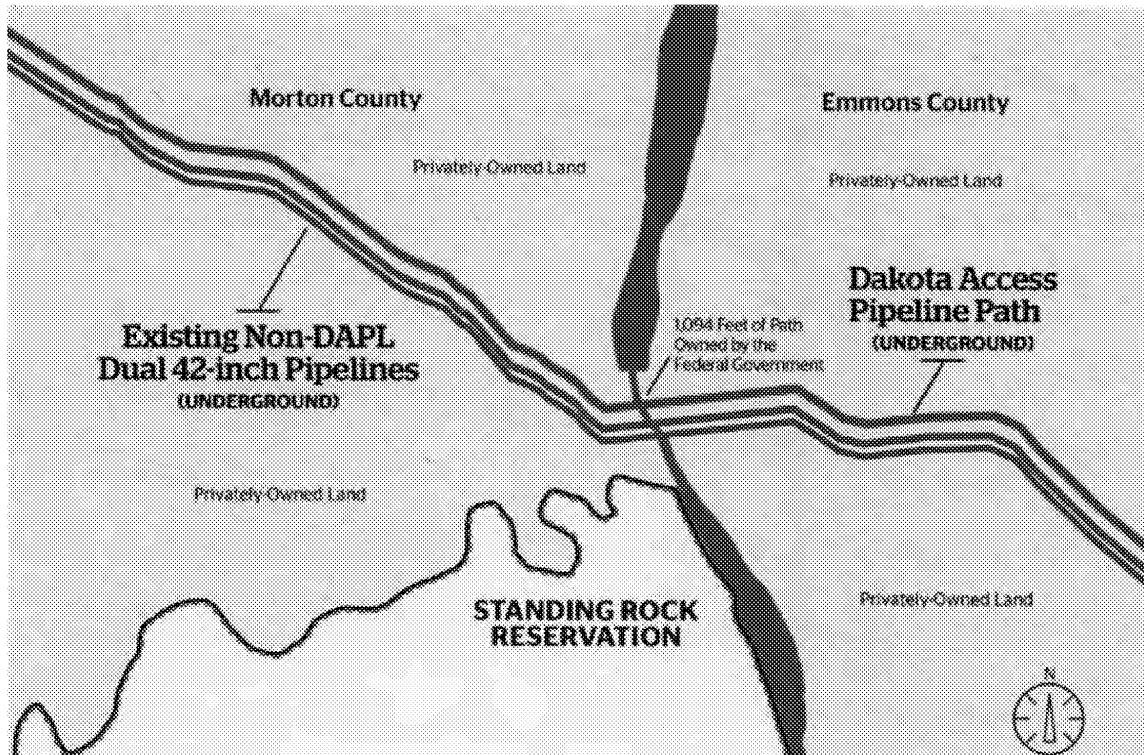 Morton County
Emmons County
Privately-Owned Land
Privately-Owned Land
Dakota Access
Pipeline Path
(UNDERGROUND)
1,094 Feet of Path
Owned by the
Federal Government
Existing Non-DAPL
Dual 42-inch Pipelines
(UNDERGROUND)
Privately-Owned Land
STANDING ROCK
RESERVATION
Privately-Owned Land
N